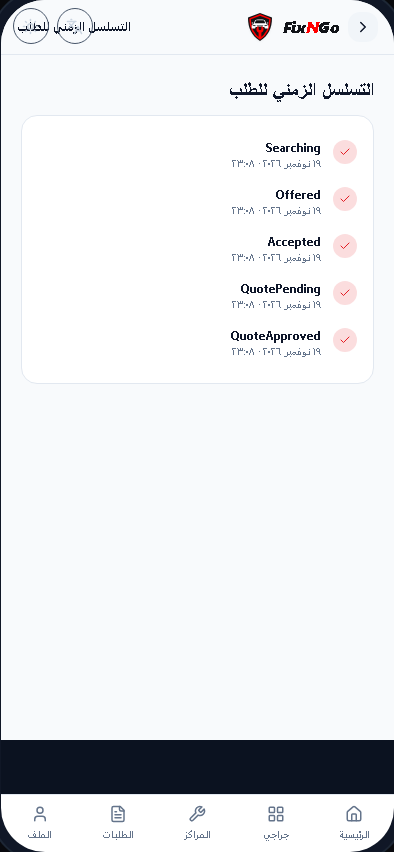 FixNGo
التسلسل الزمني للطلب
التسلسل الزمني للطلب
Searching
١٩ نوفمبر ٢٠٢٦ · ٢٣:٠٨
Offered
١٩ نوفمبر ٢٠٢٦ · ٢٣:٠٨
Accepted
١٩ نوفمبر ٢٠٢٦ · ٢٣:٠٨
QuotePending
١٩ نوفمبر ٢٠٢٦ · ٢٣:٠٨
QuoteApproved
١٩ نوفمبر ٢٠٢٦ · ٢٣:٠٨
الرئيسية
جراجي
المراكز
الطلبات
الملف